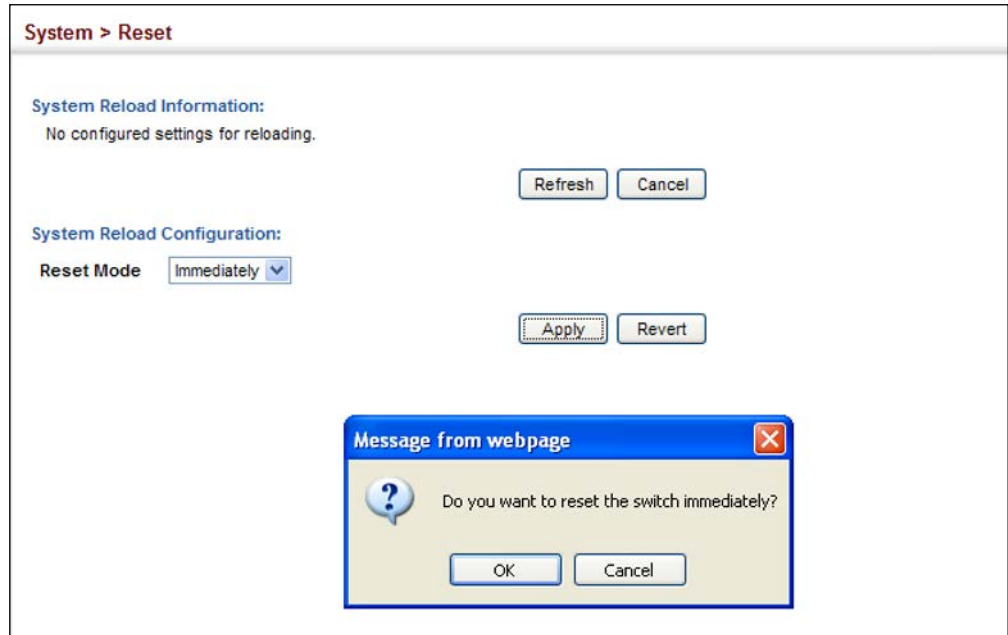 System > Reset
System Reload Information:
No configured settings for reloading.
Refresh Cancel
System Reload Configuration:
Reset Mode Immediately
Apply Revert
Message from webpage
Do you want to reset the switch immediately?
OK Cancel